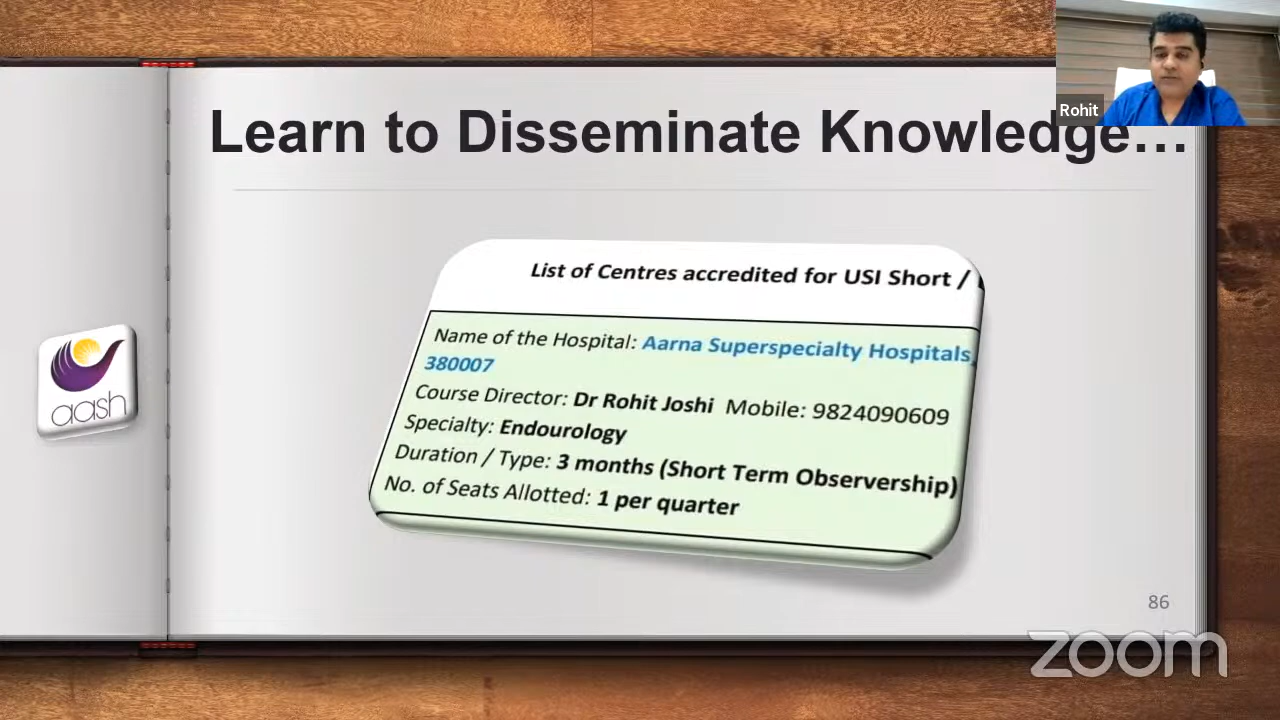 Learn to Disseminate Knowledge...
Rohit
List of Centres accredited for USI Short /
Name of the Hospital: Aarna Superspecialty Hospitals,
380007
Course Director: Dr Rohit Joshi Mobile: 9824090609
Specialty: Endourology
Duration / Type: 3 months (Short Term Observership)
No. of Seats Allotted: 1 per quarter
aash
86
zoom